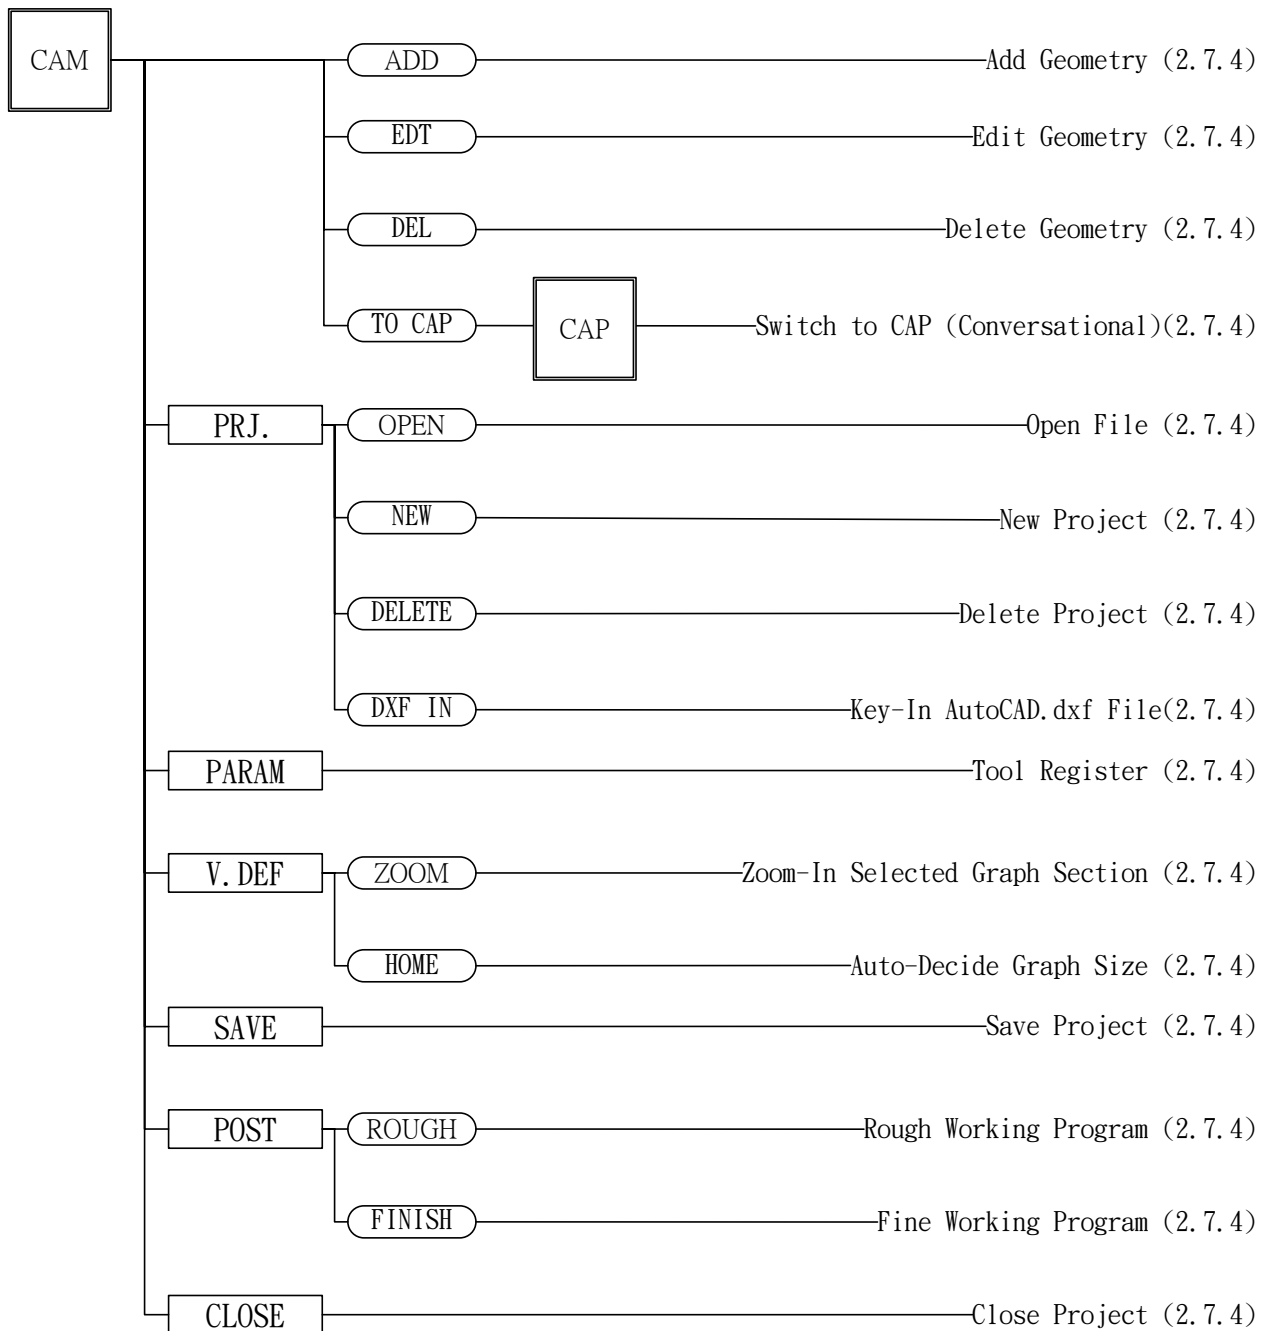 CAM ADD Add Geometry (2.7.4)
EDT Edit Geometry (2.7.4)
DEL Delete Geometry (2.7.4)
TO CAP CAP Switch to CAP (Conversational)(2.7.4)
PRJ. OPEN Open File (2.7.4)
NEW New Project (2.7.4)
DELETE Delete Project (2.7.4)
DXF IN Key-In AutoCAD.dxf File(2.7.4)
PARAM Tool Register (2.7.4)
V.DEF ZOOM Zoom-In Selected Graph Section (2.7.4)
HOME Auto-Decide Graph Size (2.7.4)
SAVE Save Project (2.7.4)
POST ROUGH Rough Working Program (2.7.4)
FINISH Fine Working Program (2.7.4)
CLOSE Close Project (2.7.4)